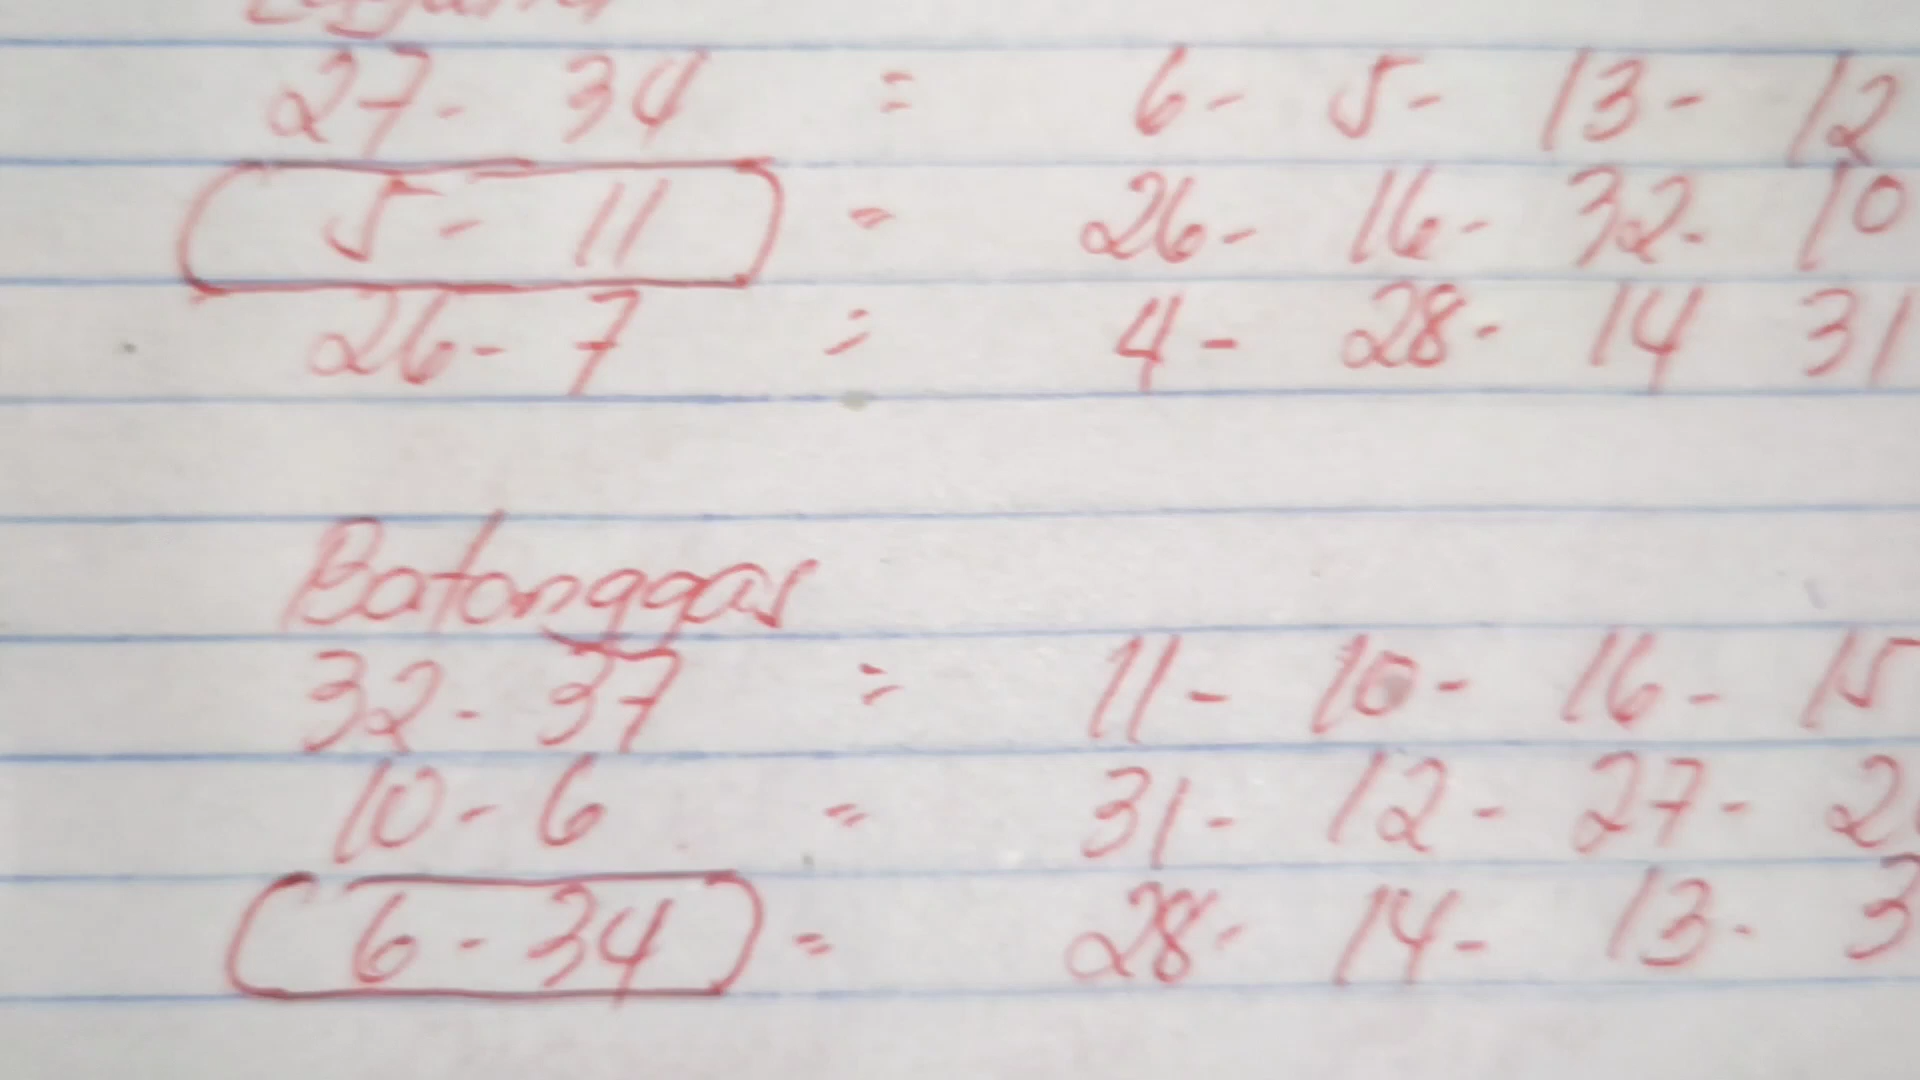 27- 34 = 6- 5- 13- 12
5- 11 = 26- 16- 32- 10
26- 7 = 4- 28- 14 31
Batanggas
32- 37 = 11- 10- 16- 15
10- 6 = 31- 12- 27-
6- 34 = 28- 14- 13-